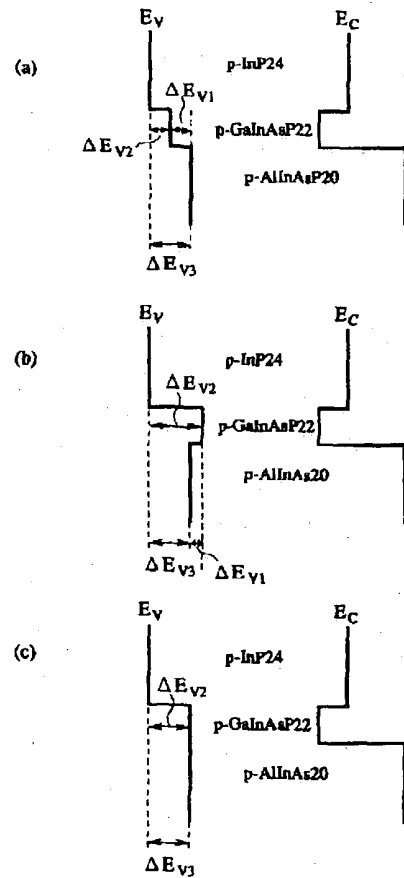 (a)
E_V E_C
p-InP24
ΔE_V1
p-GaInAsP22
ΔE_V2
p-AlInAsP20
ΔE_V3
(b)
E_V E_C
p-InP24
ΔE_V2
p-GaInAsP22
p-AlInAs20
ΔE_V3 ΔE_V1
(c)
E_V E_C
p-InP24
ΔE_V2
p-GaInAsP22
p-AlInAs20
ΔE_V3